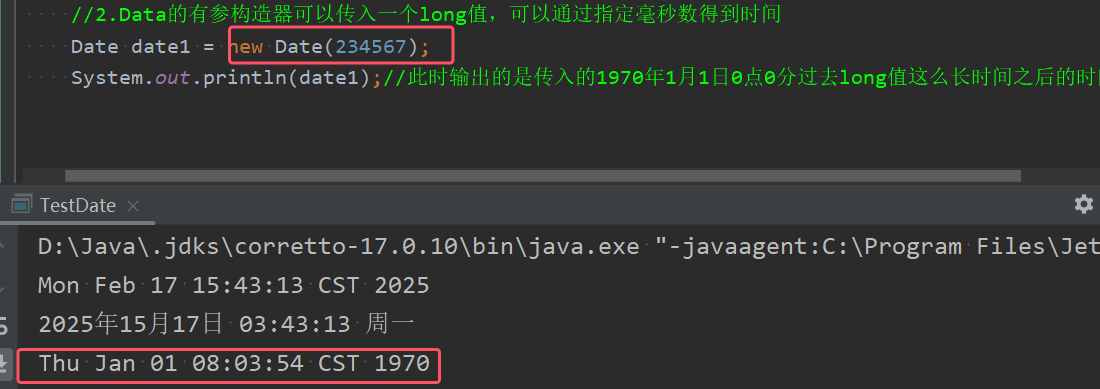 //2.Data的有参构造器可以传入一个long值，可以通过指定毫秒数得到时间
Date date1 = new Date(234567);
System.out.println(date1);//此时输出的是传入的1970年1月1日0点0分过去long值这么长时间之后的时
TestDate
D:\Java\.jdks\corretto-17.0.10\bin\java.exe "-javaagent:C:\Program Files\Jet
Mon Feb 17 15:43:13 CST 2025
2025年15月17日 03:43:13 周一
Thu Jan 01 08:03:54 CST 1970